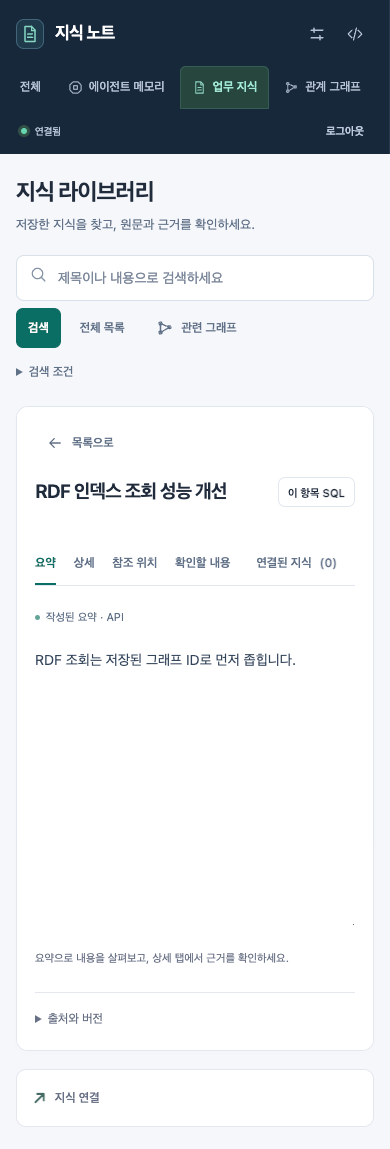 지식 노트
전체
에이전트 메모리
업무 지식
관계 그래프
연결됨
로그아웃
지식 라이브러리
저장한 지식을 찾고, 원문과 근거를 확인하세요.
제목이나 내용으로 검색하세요
검색
전체 목록
관련 그래프
검색 조건
목록으로
RDF 인덱스 조회 성능 개선
이 항목 SQL
요약
상세
참조 위치
확인할 내용
연결된 지식 (0)
작성된 요약 · API
RDF 조회는 저장된 그래프 ID로 먼저 좁힙니다.
요약으로 내용을 살펴보고, 상세 탭에서 근거를 확인하세요.
출처와 버전
지식 연결